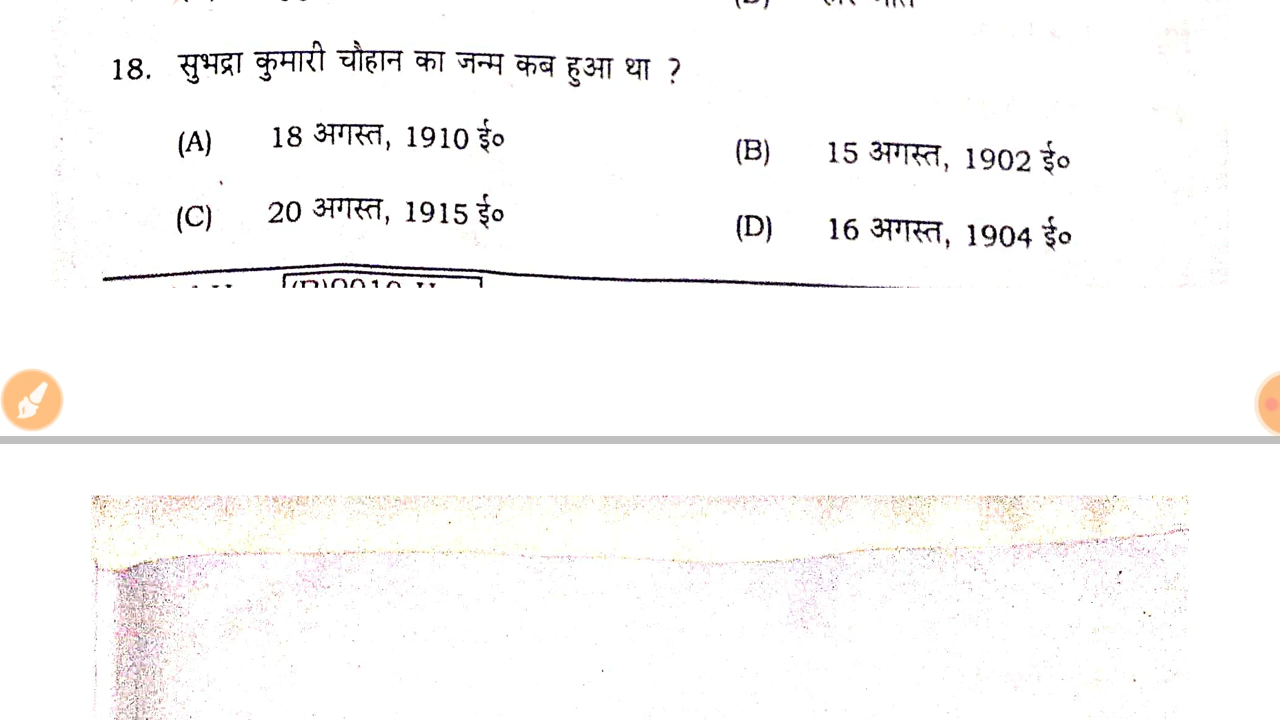 18. सुभद्रा कुमारी चौहान का जन्म कब हुआ था ?
(A) 18 अगस्त, 1910 ई० (B) 15 अगस्त, 1902 ई०
(C) 20 अगस्त, 1915 ई० (D) 16 अगस्त, 1904 ई०